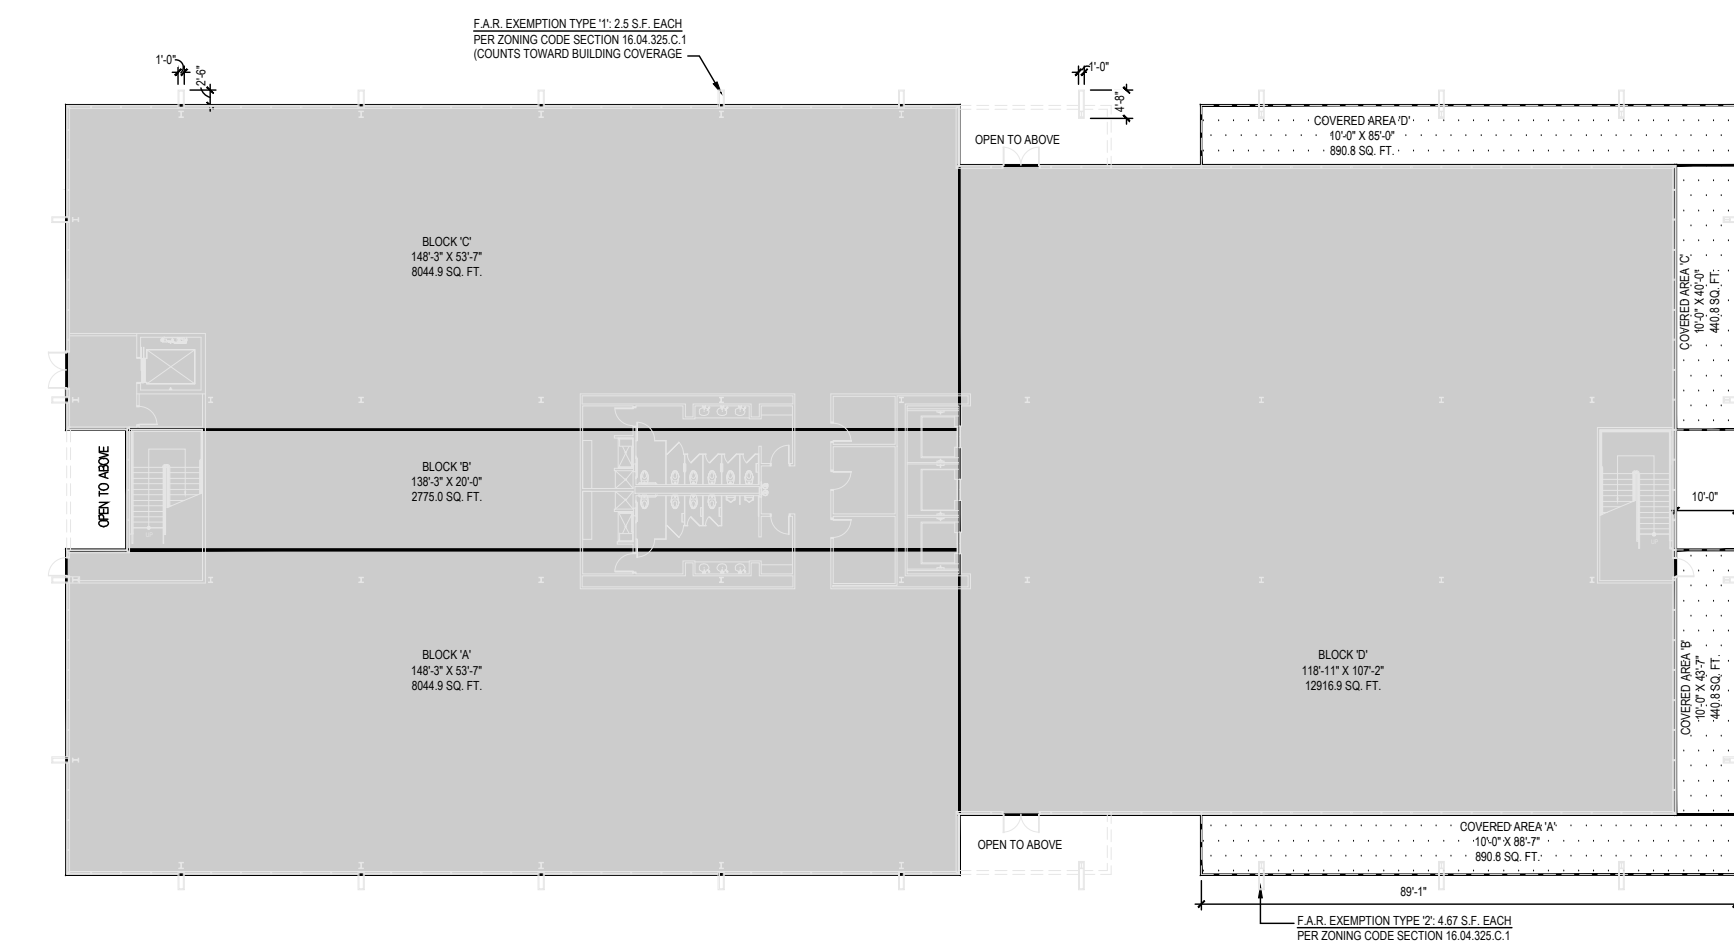 F.A.R. EXEMPTION TYPE '1': 2.5 S.F. EACH
PER ZONING CODE SECTION 16.04.325.C.1
(COUNTS TOWARD BUILDING COVERAGE
1'-0"
2'-6"
1'-0"
4'-8"
OPEN TO ABOVE
COVERED AREA 'D'
10'-0" X 85'-0"
890.8 SQ. FT.
BLOCK 'C'
148'-3" X 53'-7"
8044.9 SQ. FT.
COVERED AREA 'C'
10'-0" X 40'-0"
440.8 SQ. FT.
OPEN TO ABOVE
BLOCK 'B'
138'-3" X 20'-0"
2775.0 SQ. FT.
10'-0"
BLOCK 'A'
148'-3" X 53'-7"
8044.9 SQ. FT.
BLOCK 'D'
118'-11" X 107'-2"
12916.9 SQ. FT.
COVERED AREA 'B'
10'-0" X 43'-7"
440.8 SQ. FT.
OPEN TO ABOVE
COVERED AREA 'A'
10'-0" X 88'-7"
890.8 SQ. FT.
89'-1"
F.A.R. EXEMPTION TYPE '2': 4.67 S.F. EACH
PER ZONING CODE SECTION 16.04.325.C.1